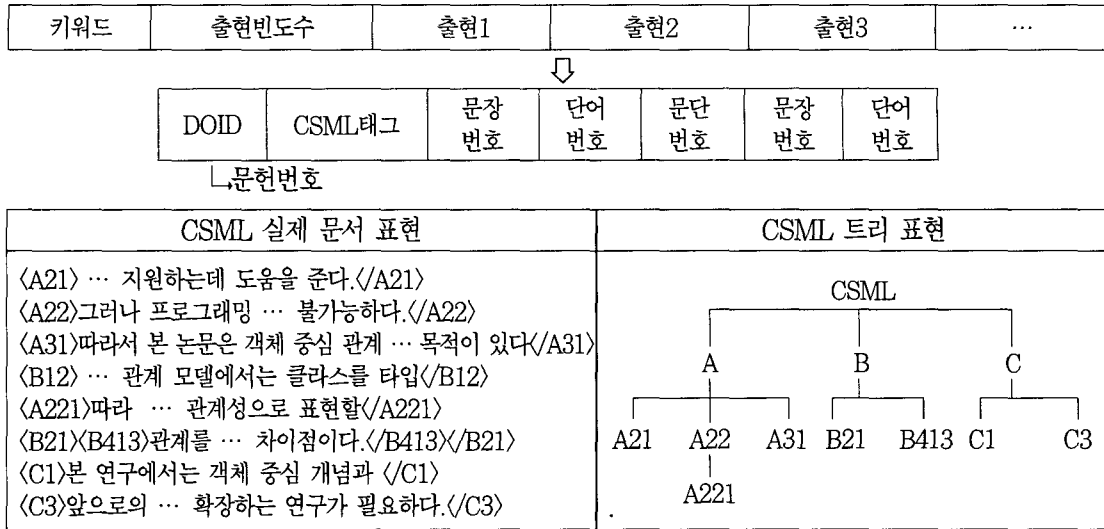 키워드 출현빈도수 출현1 출현2 출현3 …
DOID CSML태그 문장번호 단어번호 문단번호 문장번호 단어번호
문헌번호
CSML 실제 문서 표현
〈A21〉 … 지원하는데 도움을 준다.〈/A21〉
〈A22〉그러나 프로그래밍 … 불가능하다.〈/A22〉
〈A31〉따라서 본 논문은 객체 중심 관계 … 목적이 있다〈/A31〉
〈B12〉 … 관계 모델에서는 클라스를 타입〈/B12〉
〈A221〉따라 … 관계성으로 표현할〈/A221〉
〈B21〉〈B413〉관계를 … 차이점이다.〈/B413〉〈/B21〉
〈C1〉본 연구에서는 객체 중심 개념과 〈/C1〉
〈C3〉앞으로의 … 확장하는 연구가 필요하다.〈/C3〉
CSML 트리 표현
CSML
A B C
A21 A22 A31 B21 B413 C1 C3
A221